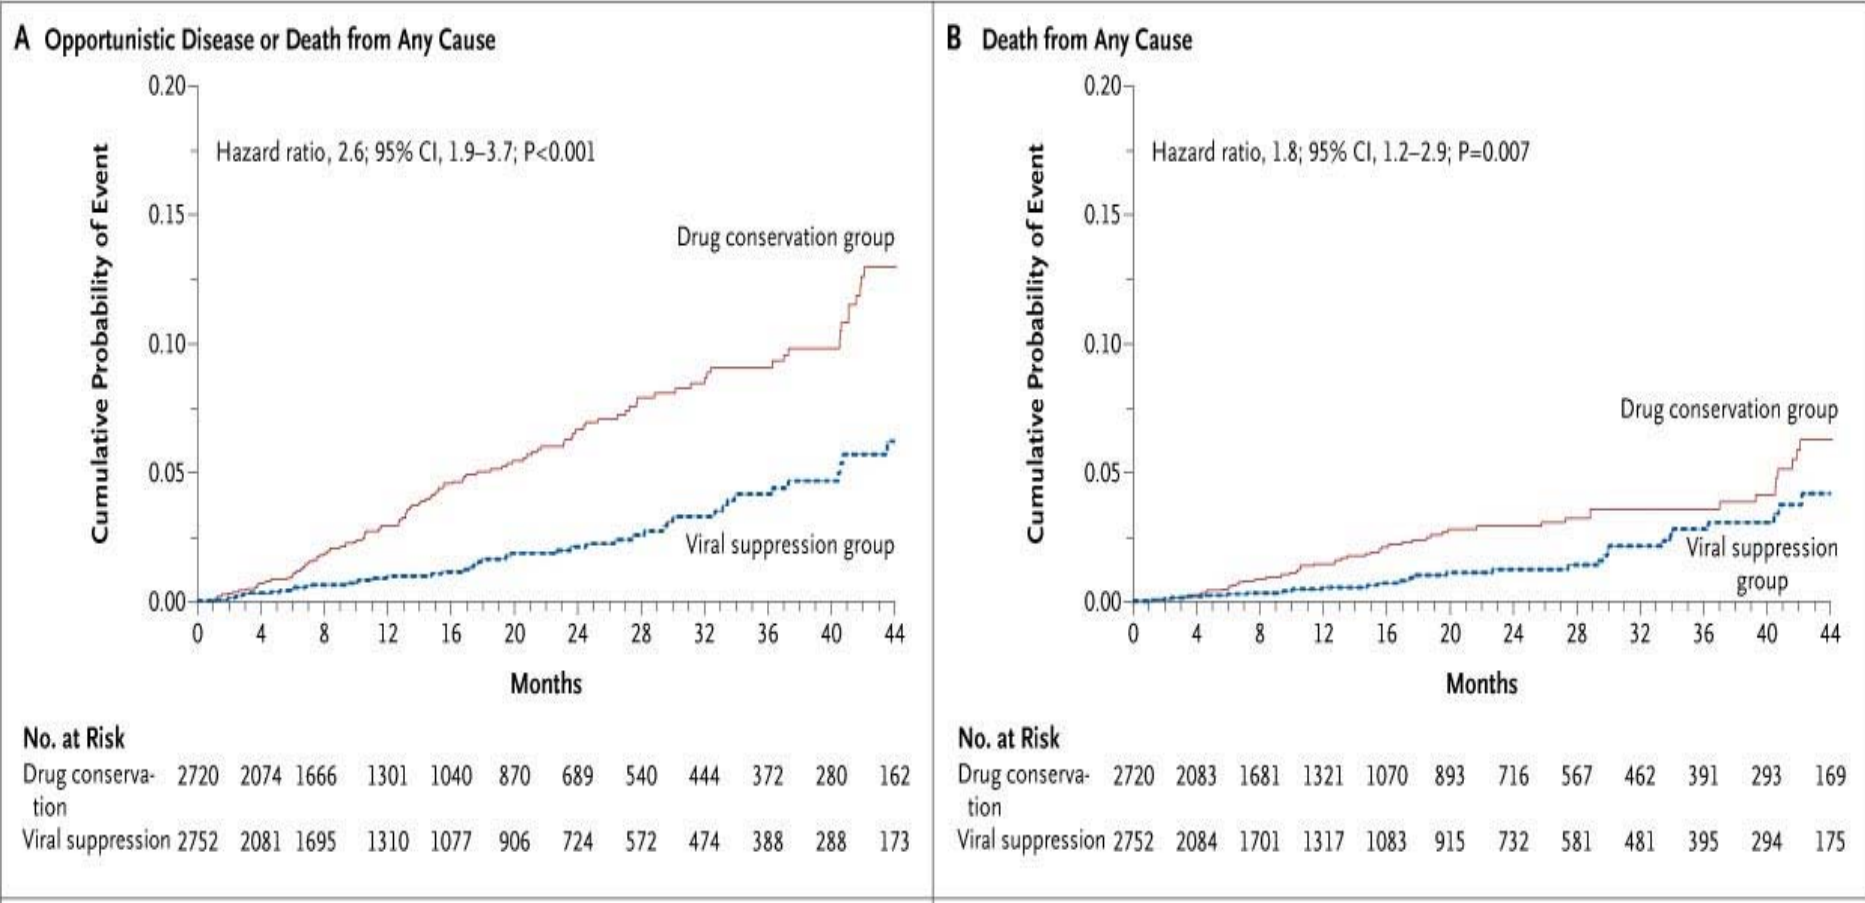 A Opportunistic Disease or Death from Any Cause
Cumulative Probability of Event
0.20
0.15
0.10
0.05
0.00
Hazard ratio, 2.6; 95% CI, 1.9–3.7; P<0.001
Drug conservation group
Viral suppression group
0 4 8 12 16 20 24 28 32 36 40 44
Months
No. at Risk
Drug conserva- 2720 2074 1666 1301 1040 870 689 540 444 372 280 162
tion
Viral suppression 2752 2081 1695 1310 1077 906 724 572 474 388 288 173
B Death from Any Cause
Cumulative Probability of Event
0.20
0.15
0.10
0.05
0.00
Hazard ratio, 1.8; 95% CI, 1.2–2.9; P=0.007
Drug conservation group
Viral suppression
group
0 4 8 12 16 20 24 28 32 36 40 44
Months
No. at Risk
Drug conserva- 2720 2083 1681 1321 1070 893 716 567 462 391 293 169
tion
Viral suppression 2752 2084 1701 1317 1083 915 732 581 481 395 294 175